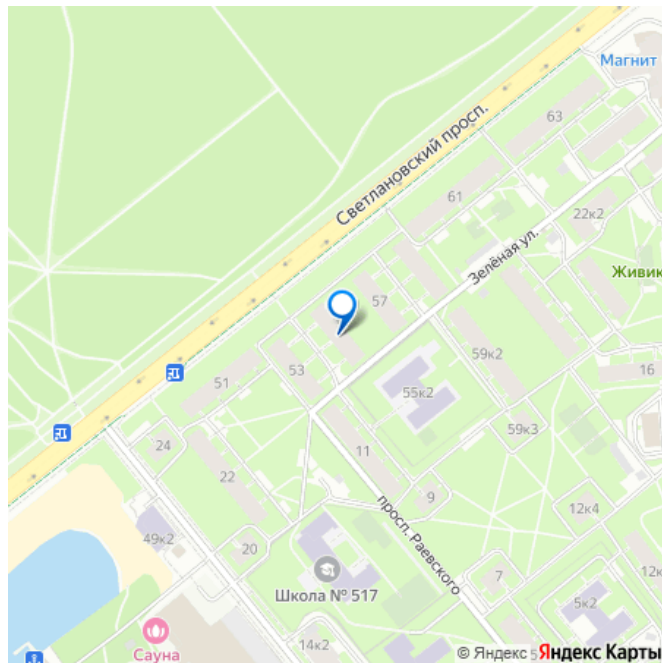 Магнит
63
Светлановский просп.
61
22к2
Зелёная ул.
Живик
57
59к2
53
51
55к2
16
59к3
24
11
22
9
12к4
просп. Раевского
49к2
20
7
12к
Школа № 517
5к2
14к2
Сауна
5
© Яндекс Яндекс Карты